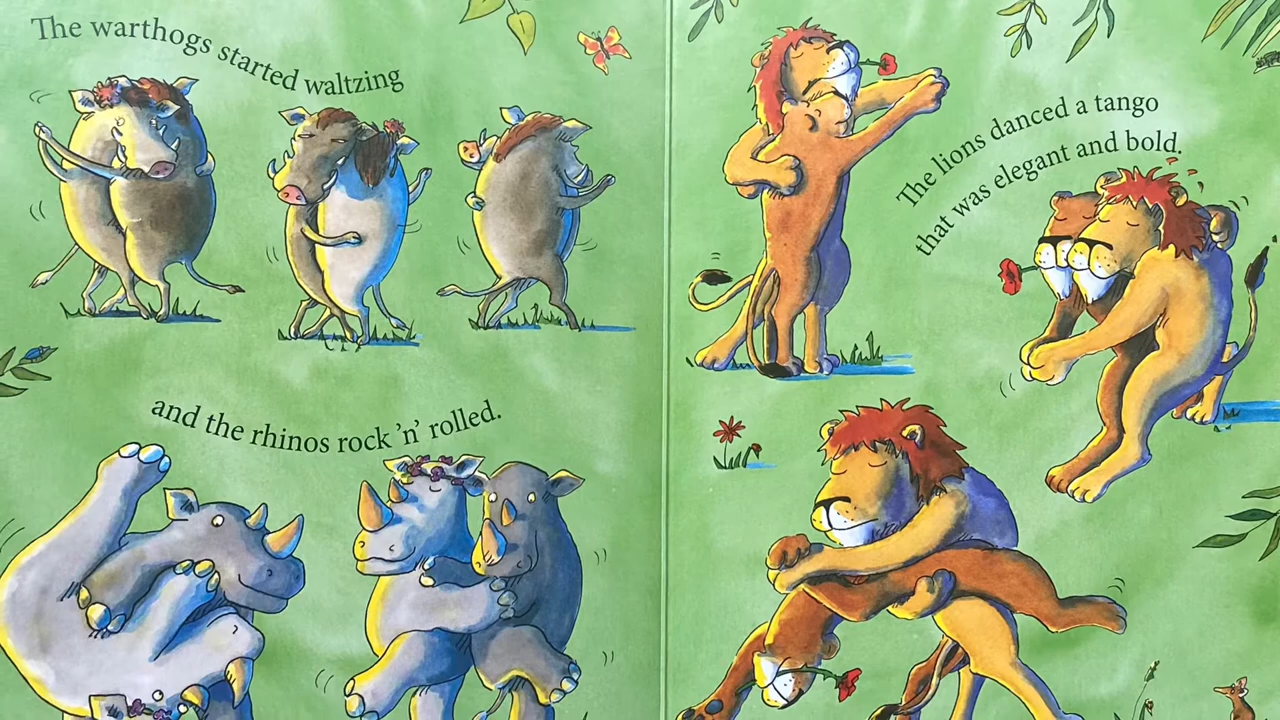 The warthogs started waltzing
and the rhinos rock ’n’ rolled.
The lions danced a tango
that was elegant and bold.